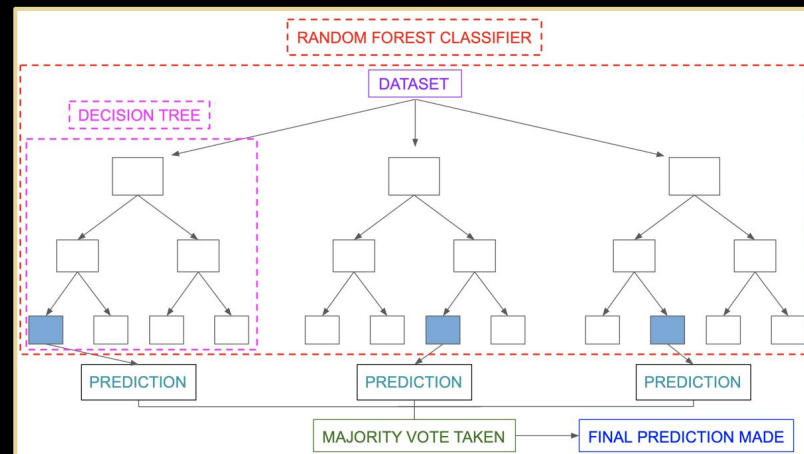 RANDOM FOREST CLASSIFIER
DATASET
DECISION TREE
PREDICTION
PREDICTION
PREDICTION
MAJORITY VOTE TAKEN
FINAL PREDICTION MADE